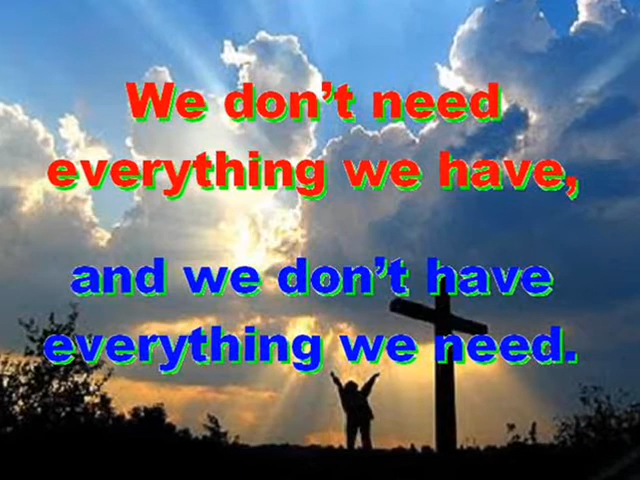 We don't need
everything we have,
and we don't have
everything we need.